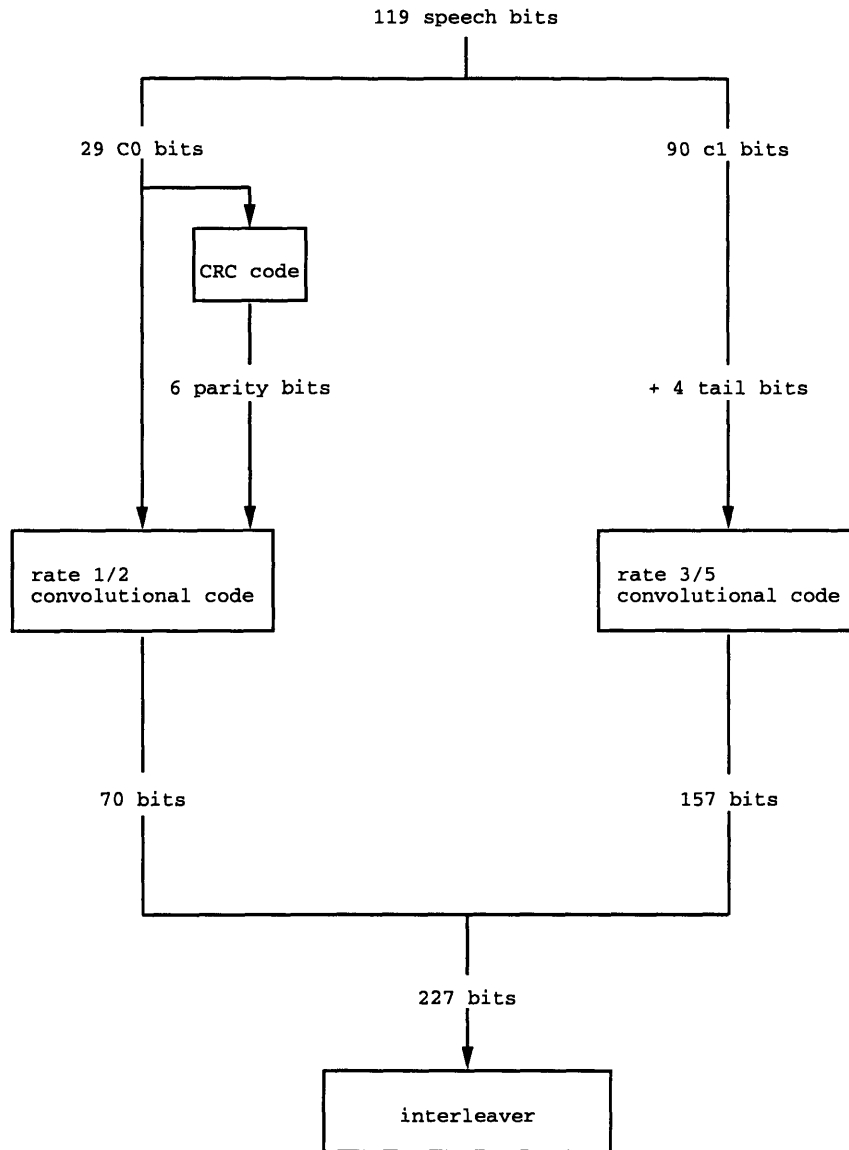 119 speech bits
29 C0 bits
90 c1 bits
CRC code
6 parity bits
+ 4 tail bits
rate 1/2
convolutional code
rate 3/5
convolutional code
70 bits
157 bits
227 bits
interleaver